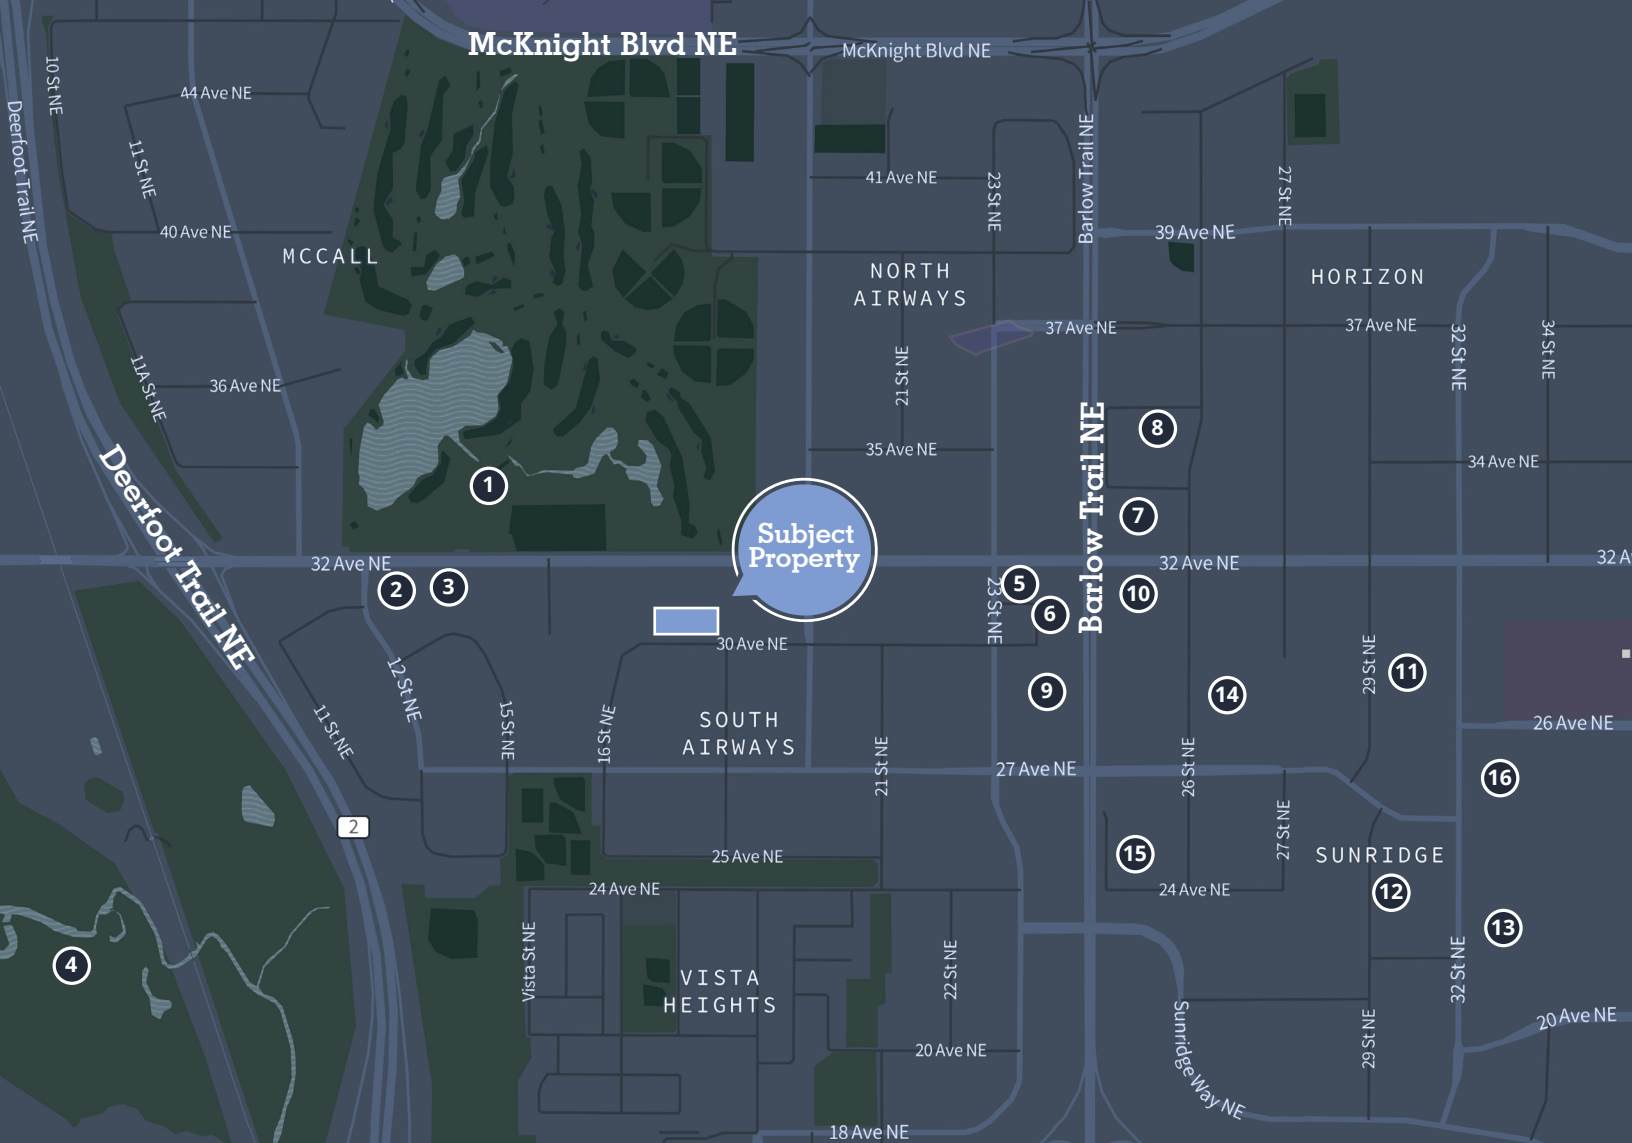 McKnight Blvd NE
McKnight Blvd NE
10 St NE
44 Ave NE
Deerfoot Trail NE
11 St NE
Barlow Trail NE
41 Ave NE
23 St NE
27 St NE
40 Ave NE
39 Ave NE
MCCALL
NORTH
AIRWAYS
HORIZON
37 Ave NE
37 Ave NE
32 St NE
34 St NE
11A St NE
36 Ave NE
21 St NE
8
35 Ave NE
34 Ave NE
1
Deerfoot Trail NE
Barlow Trail NE
7
Subject
Property
32 Ave NE
32 Ave NE
32 A
2
3
5
10
23 St NE
6
30 Ave NE
29 St NE
11
12 St NE
9
14
11 St NE
15 St NE
16 St NE
SOUTH
AIRWAYS
26 Ave NE
21 St NE
27 Ave NE
26 St NE
16
2
27 St NE
25 Ave NE
15
SUNRIDGE
24 Ave NE
24 Ave NE
12
13
Vista St NE
4
VISTA
HEIGHTS
22 St NE
32 St NE
20 Ave NE
29 St NE
20 Ave NE
Sunridge Way NE
18 Ave NE